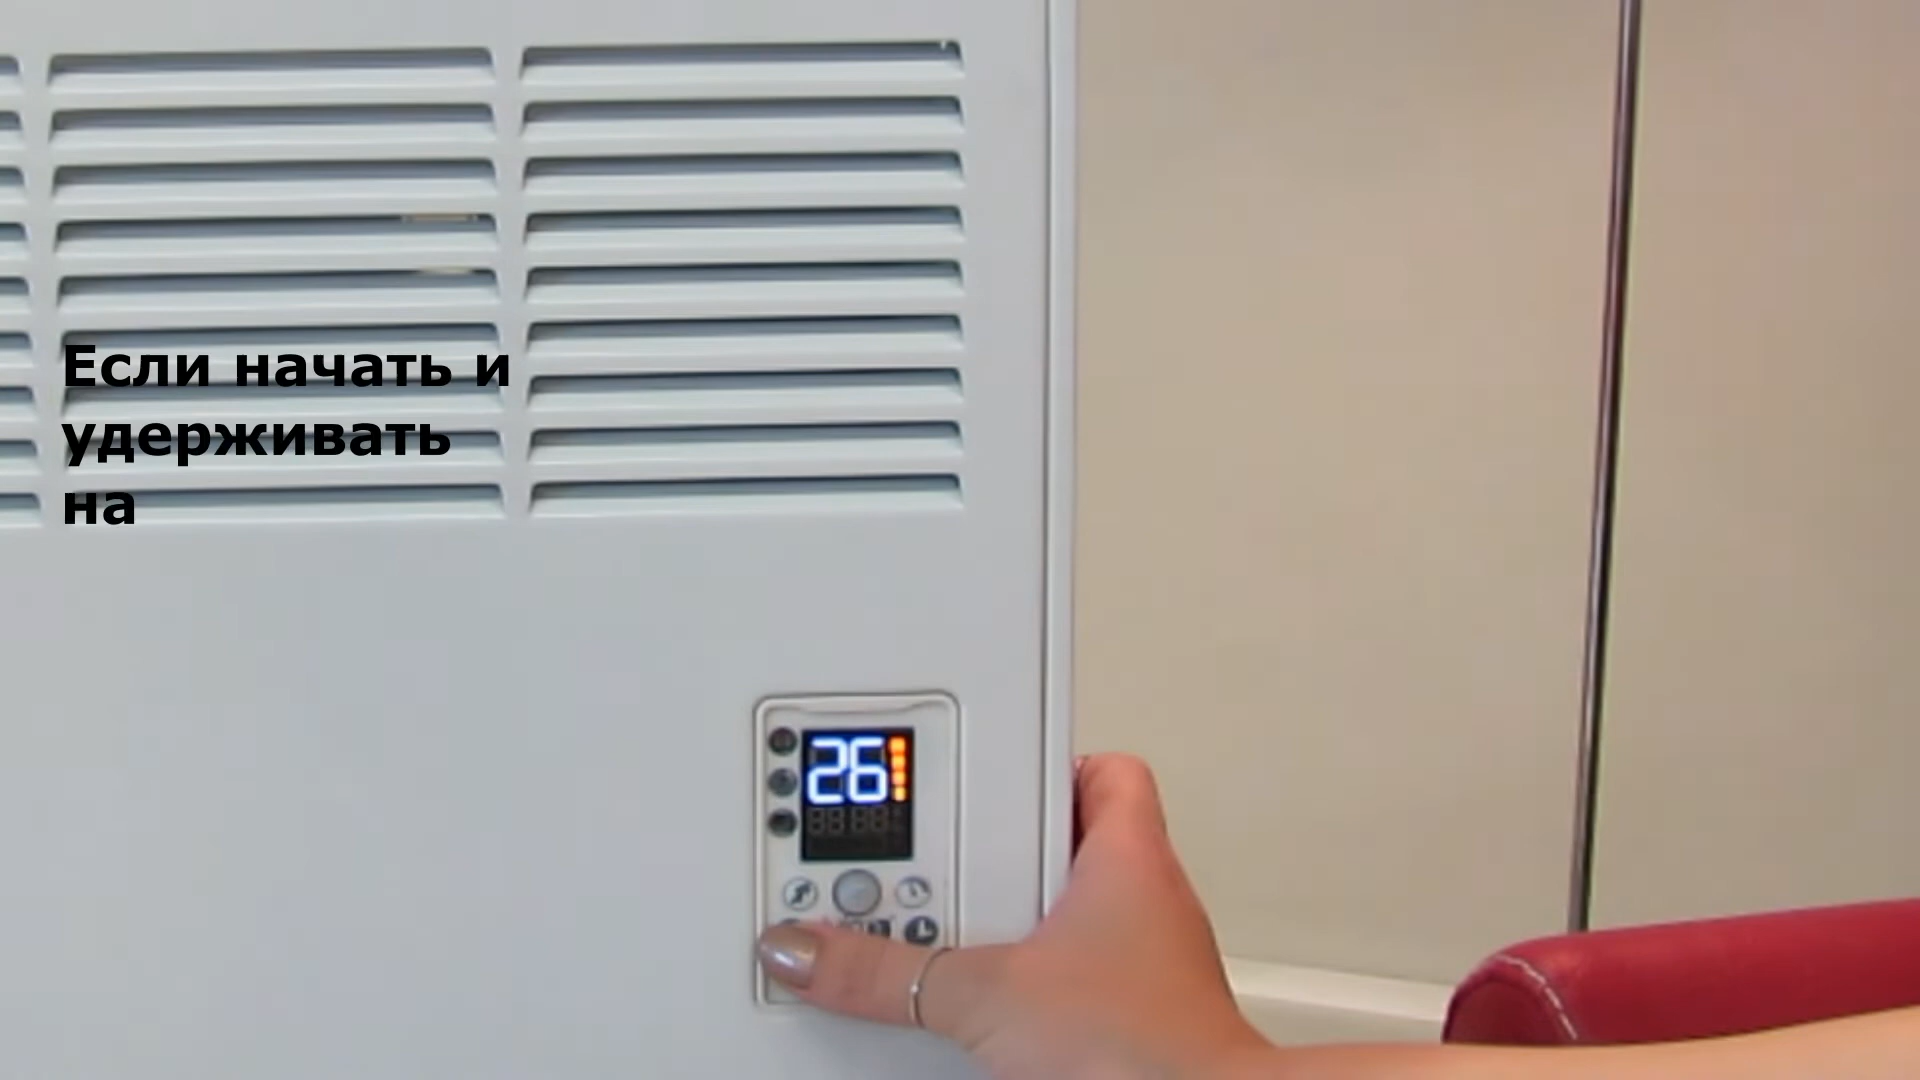 Если начать и
удерживать
на
26